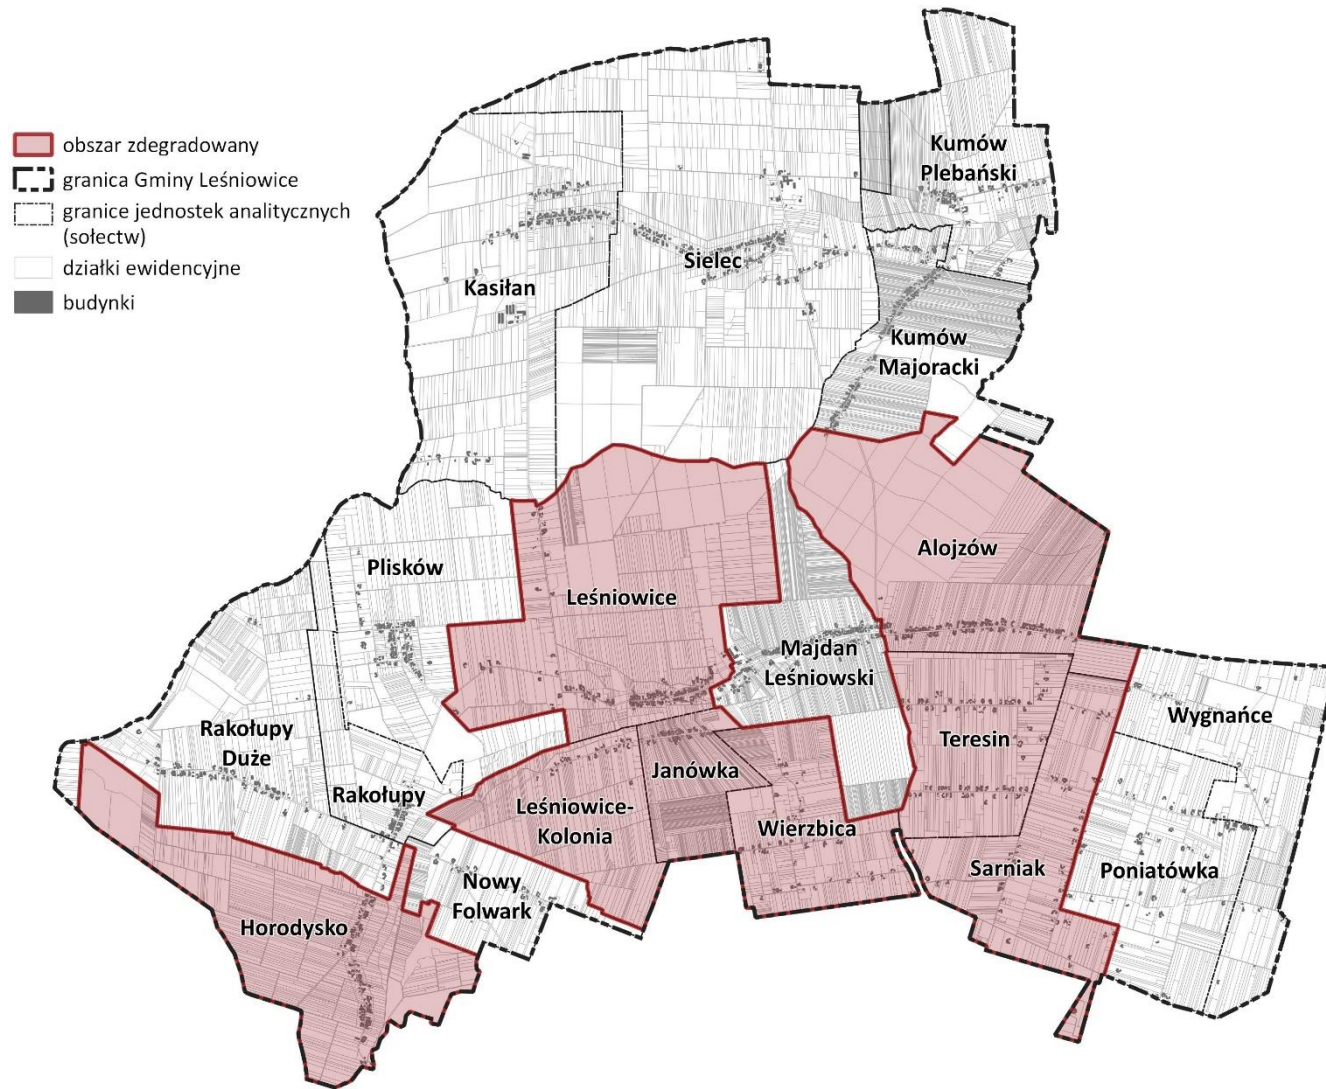 obszar zdegradowany
granica Gminy Leśniowice
granice jednostek analitycznych
(sołectw)
działki ewidencyjne
budynki
Kumów
Plebański
Sielec
Kasiłan
Kumów
Majoracki
Alojzów
Plisków
Leśniowice
Majdan
Leśniowski
Wygnańce
Rakołupy
Duże
Teresin
Janówka
Rakołupy
Leśniowice-
Kolonia
Wierzbica
Sarniak
Poniatówka
Nowy
Folwark
Horodysko